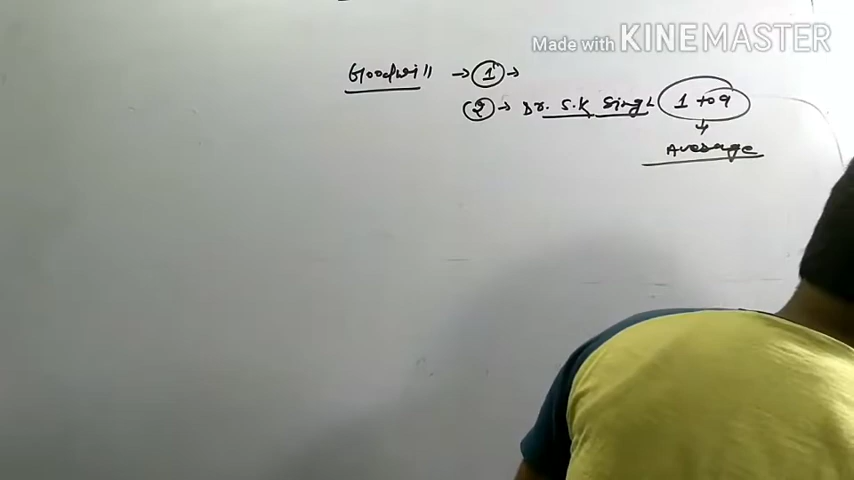 Made with KINEMASTER
Goodwill → 1 →
2 → Dr. S.K Singh 1 to 9
↓
Average